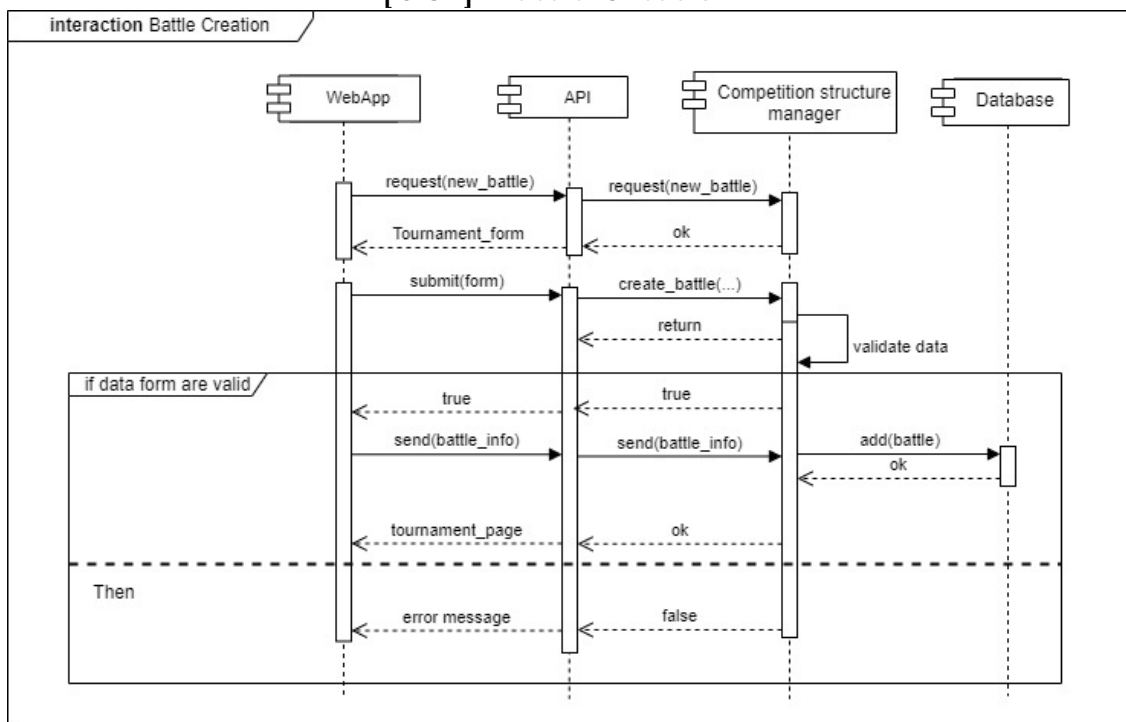 interaction Battle Creation
WebApp
API
Competition structure
manager
Database
request(new_battle)
request(new_battle)
Tournament_form
ok
submit(form)
create_battle(...)
return
validate data
if data form are valid
true
true
send(battle_info)
send(battle_info)
add(battle)
ok
tournament_page
ok
Then
error message
false